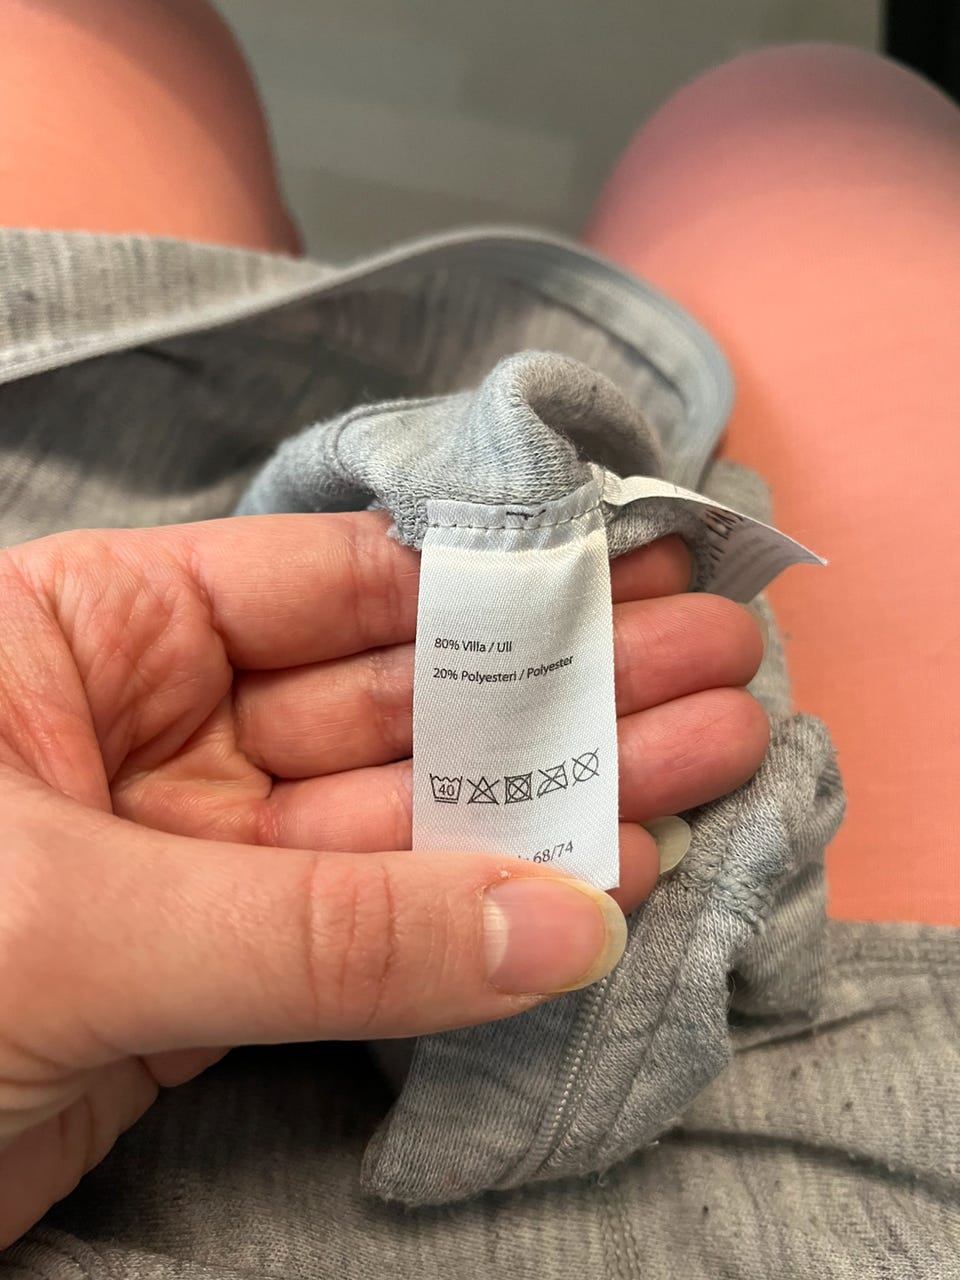 80% Villa / Ull
20% Polyesteri / Polyester
40
68/74